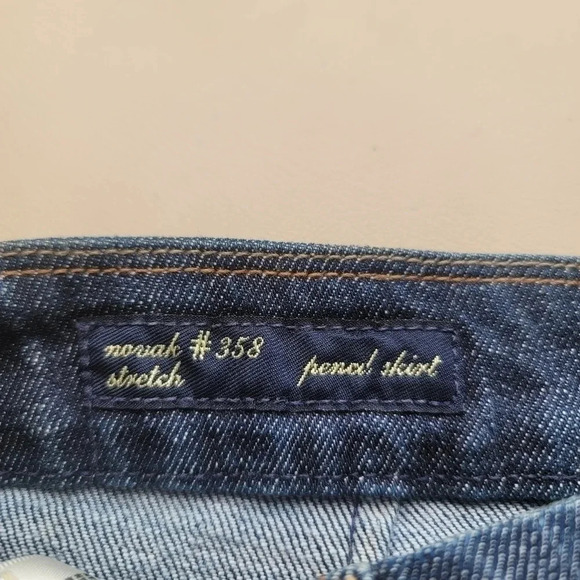 novak #358
stretch
pencil skirt